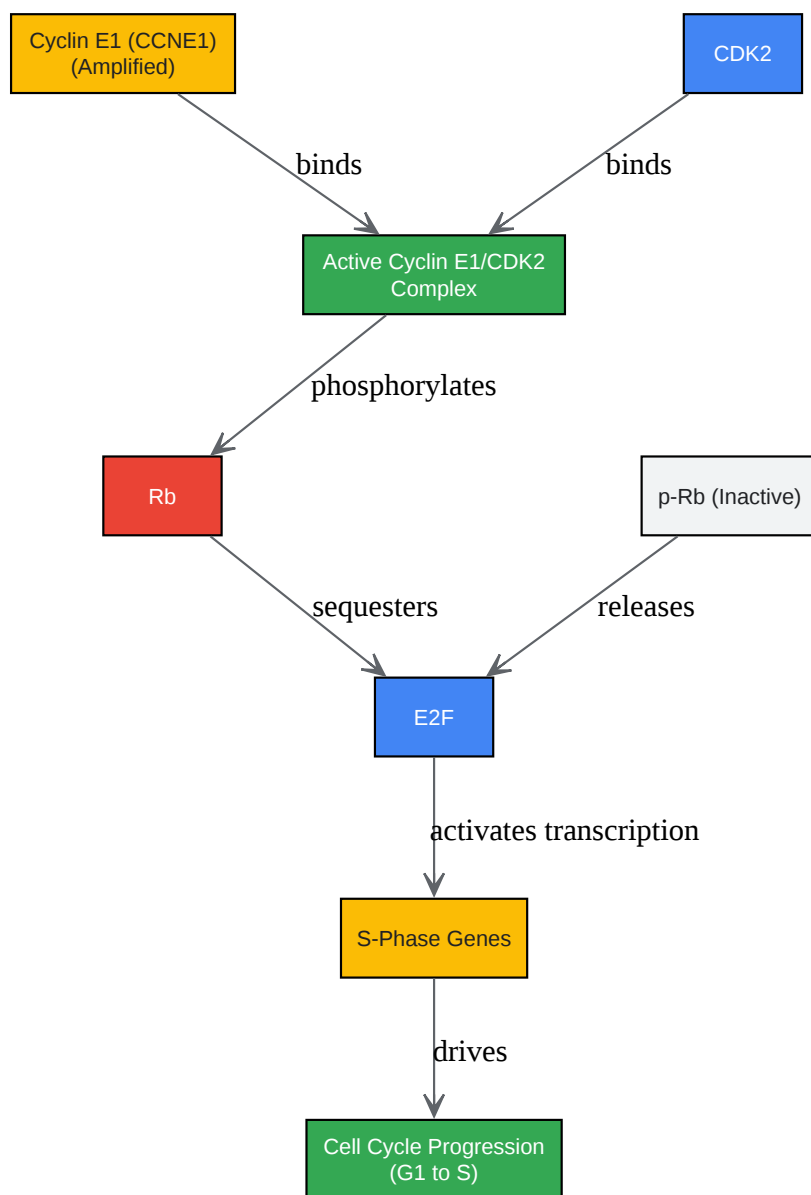 Cyclin E1 (CCNE1)
(Amplified)
CDK2
binds
binds
Active Cyclin E1/CDK2
Complex
phosphorylates
Rb
p-Rb (Inactive)
sequesters
releases
E2F
activates transcription
S-Phase Genes
drives
Cell Cycle Progression
(G1 to S)